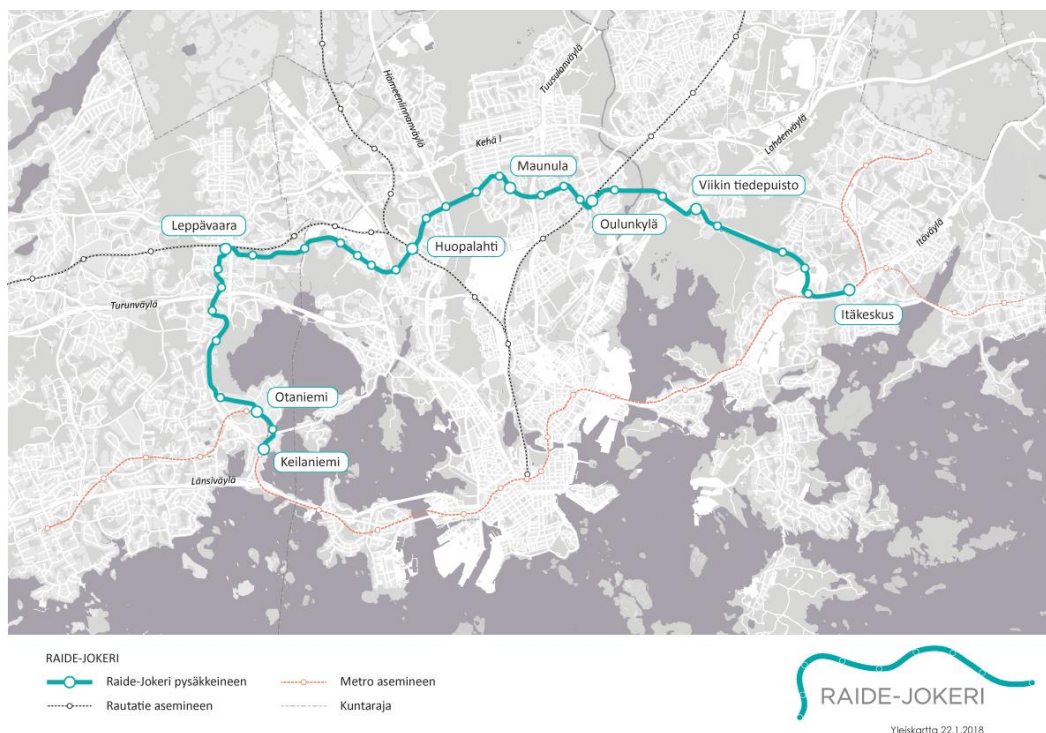 Hämeenlinnanväylä
Tuusulanväylä
Kehä I
Lahdenväylä
Maunula
Viikin tiedepuisto
Leppävaara
Oulunkylä
Huopalahti
Itäväylä
Turunväylä
Itäkeskus
Otaniemi
Keilaniemi
Länsiväylä
RAIDE-JOKERI
Raide-Jokeri pysäkkeineen
Metro asemineen
Rautatie asemineen
Kuntaraja
RAIDE-JOKERI
Yleiskartta 22.1.2018